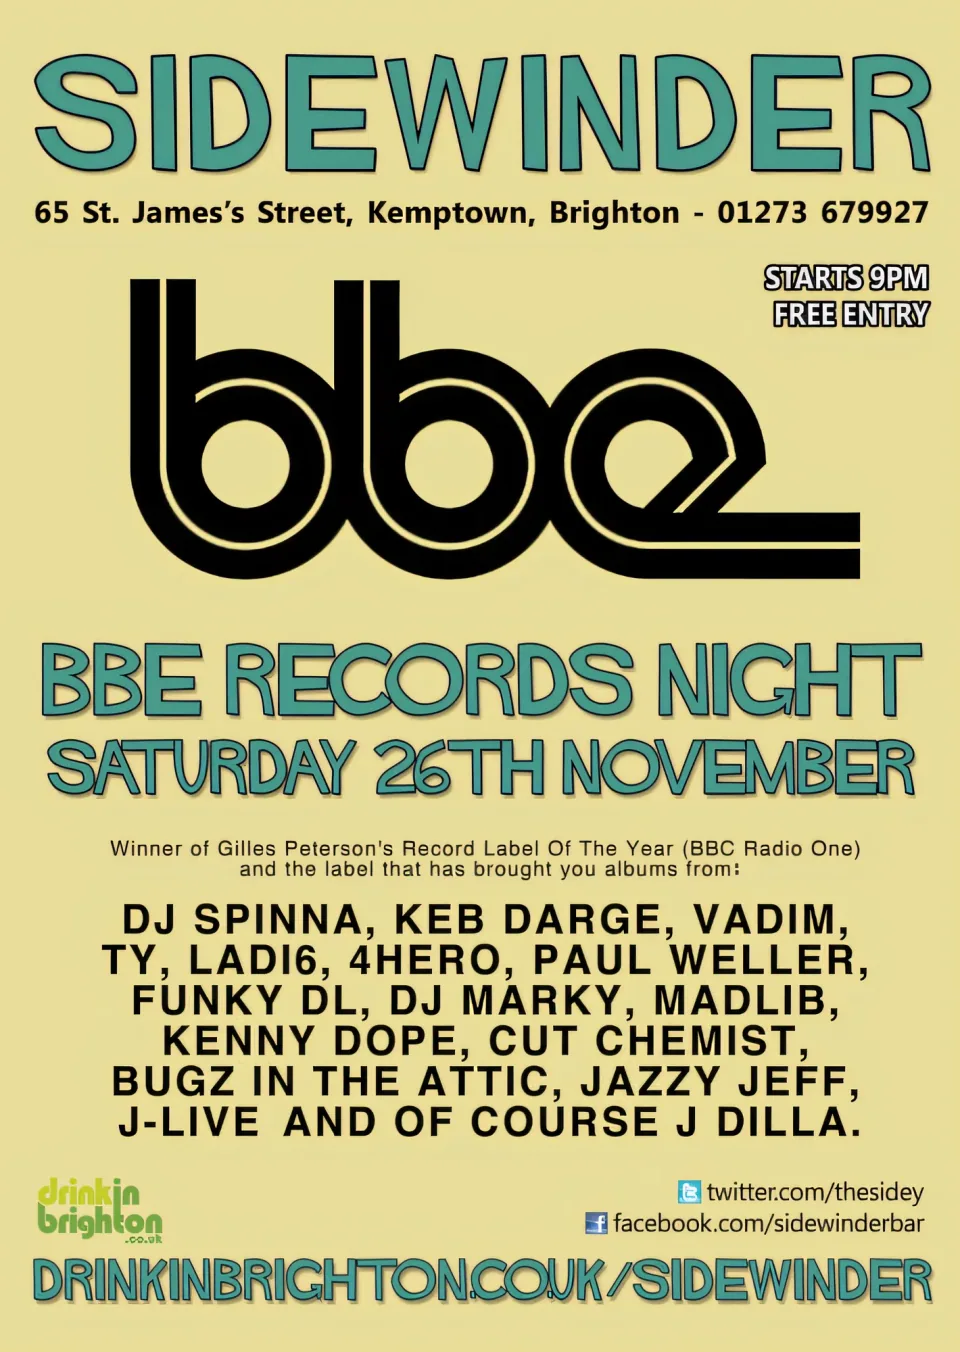 SIDEWINDER
65 St. James's Street, Kemptown, Brighton - 01273 679927
STARTS 9PM
FREE ENTRY
bbe
BBE RECORDS NIGHT
SATURDAY 26TH NOVEMBER
Winner of Gilles Peterson's Record Label Of The Year (BBC Radio One)
and the label that has brought you albums from:
DJ SPINNA, KEB DARGE, VADIM,
TY, LADI6, 4HERO, PAUL WELLER,
FUNKY DL, DJ MARKY, MADLIB,
KENNY DOPE, CUT CHEMIST,
BUGZ IN THE ATTIC, JAZZY JEFF,
J-LIVE AND OF COURSE J DILLA.
drinkin
brighton
.co.uk
twitter.com/thesidey
facebook.com/sidewinderbar
DRINKINBRIGHTON.CO.UK/SIDEWINDER